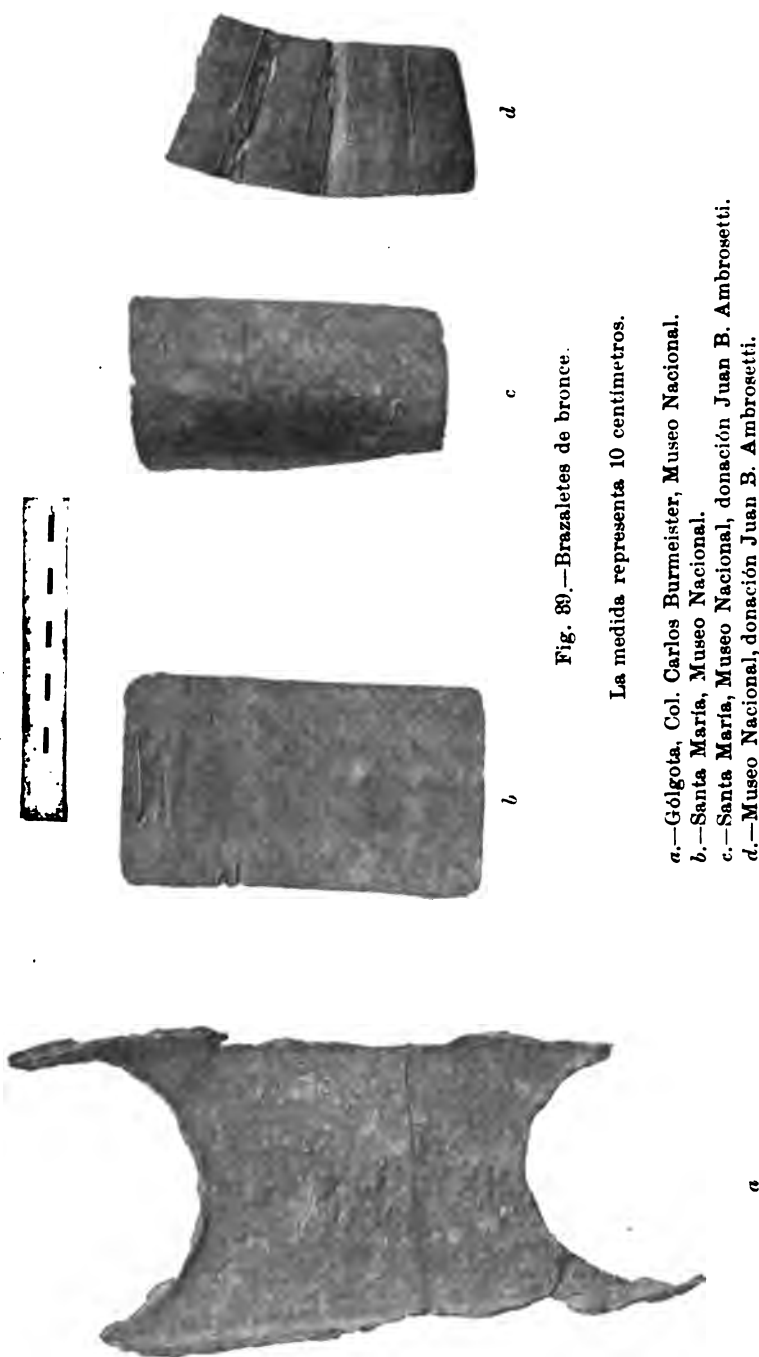 a
b
c
d
Fig. 89.—Brazaletes de bronce.
La medida representa 10 centímetros.
a.—Gólgota, Col. Carlos Burmeister, Museo Nacional.
b.—Santa María, Museo Nacional.
c.—Santa María, Museo Nacional, donación Juan B. Ambrosetti.
d.—Museo Nacional, donación Juan B. Ambrosetti.